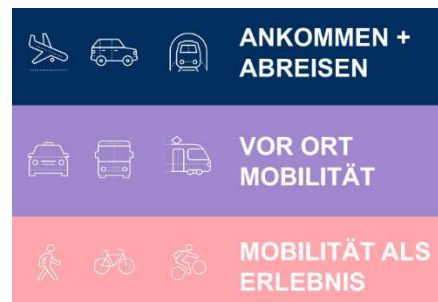 ANKOMMEN +
ABREISEN
VOR ORT
MOBILITÄT
MOBILITÄT ALS
ERLEBNIS